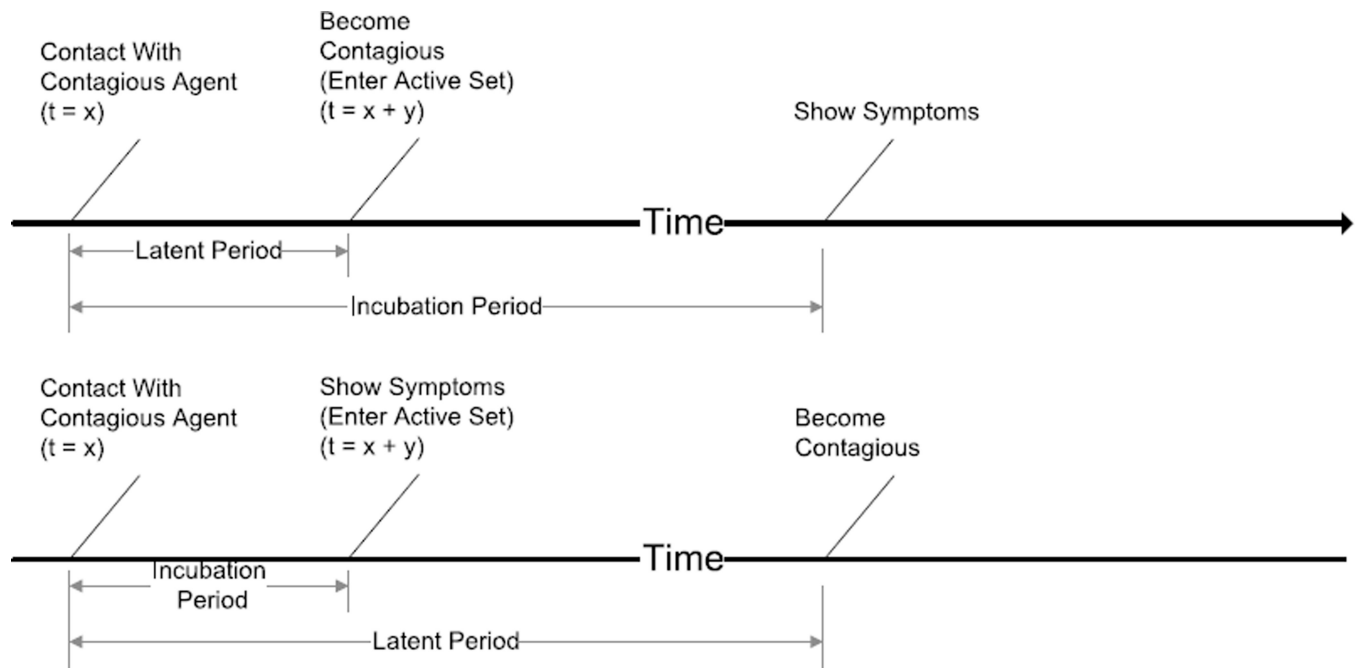 Contact With
Contagious Agent
(t = x)
Become
Contagious
(Enter Active Set)
(t = x + y)
Show Symptoms
Time
Latent Period
Incubation Period
Contact With
Contagious Agent
(t = x)
Show Symptoms
(Enter Active Set)
(t = x + y)
Become
Contagious
Time
Incubation
Period
Latent Period